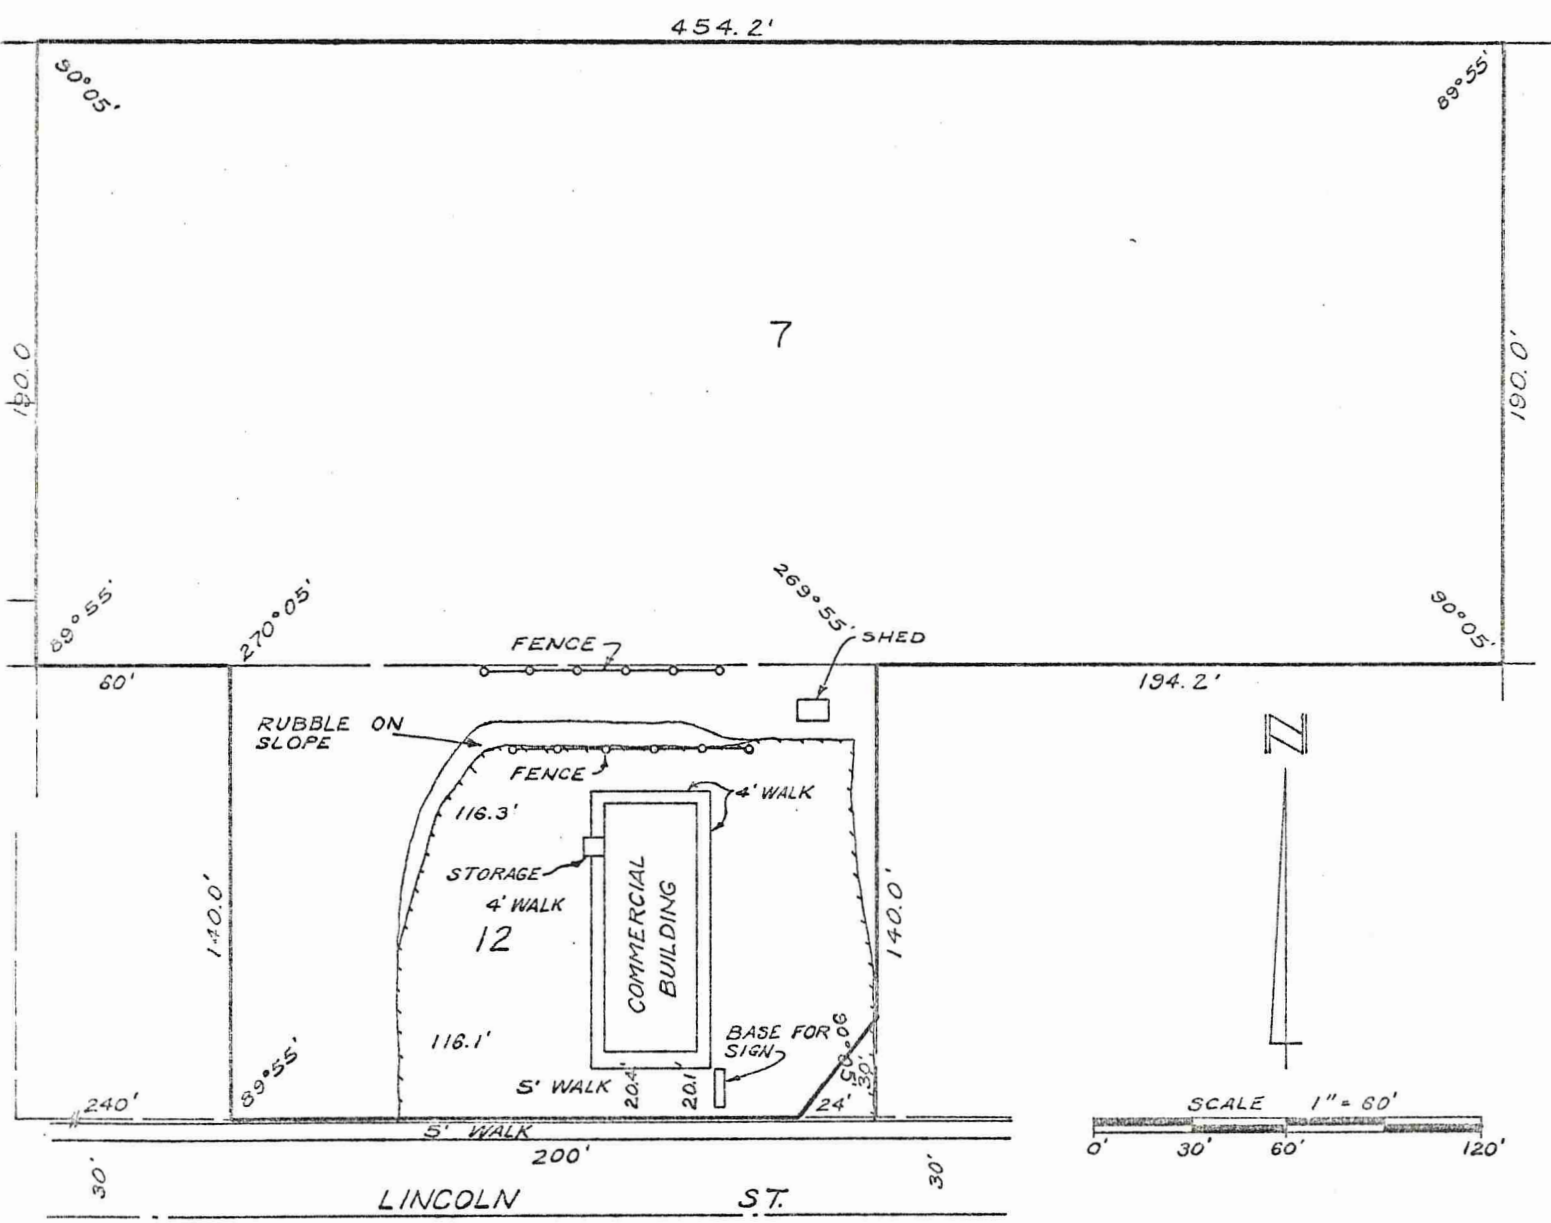 454.2'
90°05'
89°55'
7
190.0
190.0'
89°55'
270°05'
269°55'
90°05'
FENCE
SHED
60'
194.2'
RUBBLE ON
SLOPE
N
FENCE
4' WALK
116.3'
STORAGE
4' WALK
12
COMMERCIAL
BUILDING
140.0'
140.0'
116.1'
BASE FOR
SIGN
90°05'
30'
89°55'
5' WALK
20.4'
20.1'
24'
240'
SCALE 1" = 60'
5' WALK
0' 30' 60' 120'
200'
30'
30'
LINCOLN ST.